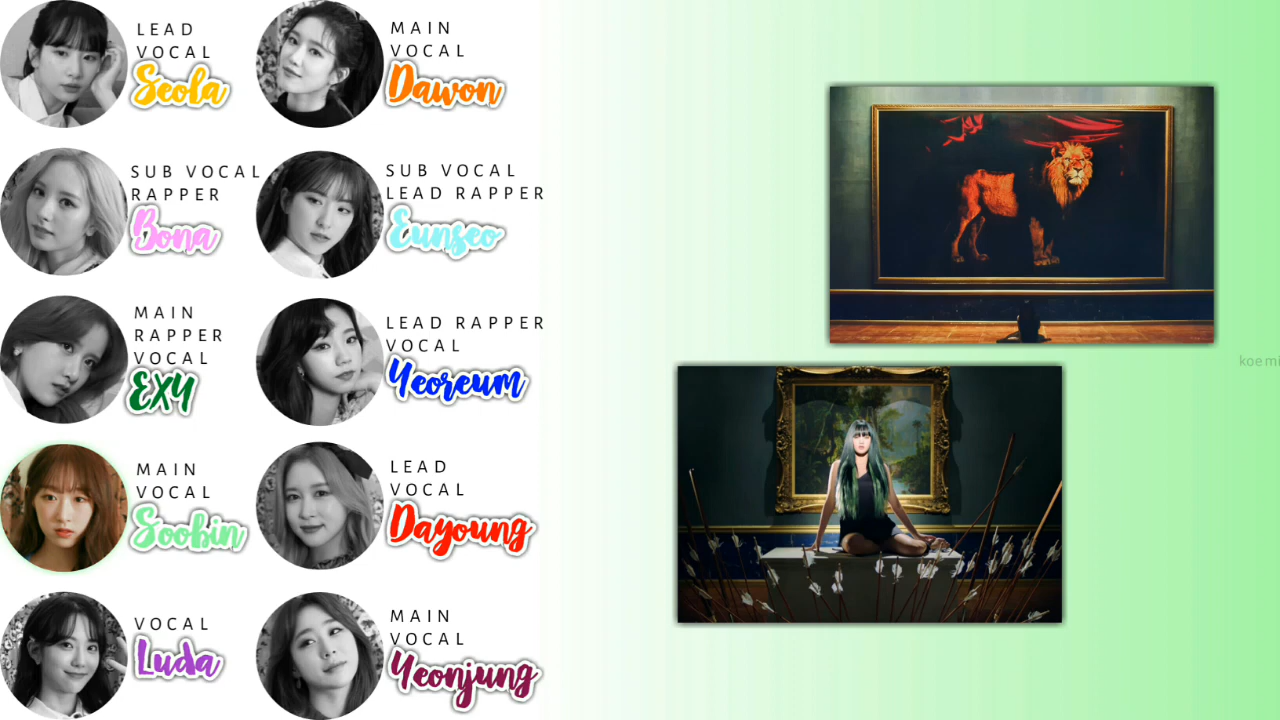 LEAD
VOCAL
Seola
MAIN
VOCAL
Dawon
SUB VOCAL
RAPPER
Bona
SUB VOCAL
LEAD RAPPER
Eunseo
MAIN
RAPPER
VOCAL
EXY
LEAD RAPPER
VOCAL
Yeoreum
MAIN
VOCAL
Soobin
LEAD
VOCAL
Dayoung
VOCAL
Luda
MAIN
VOCAL
Yeonjung
koemi